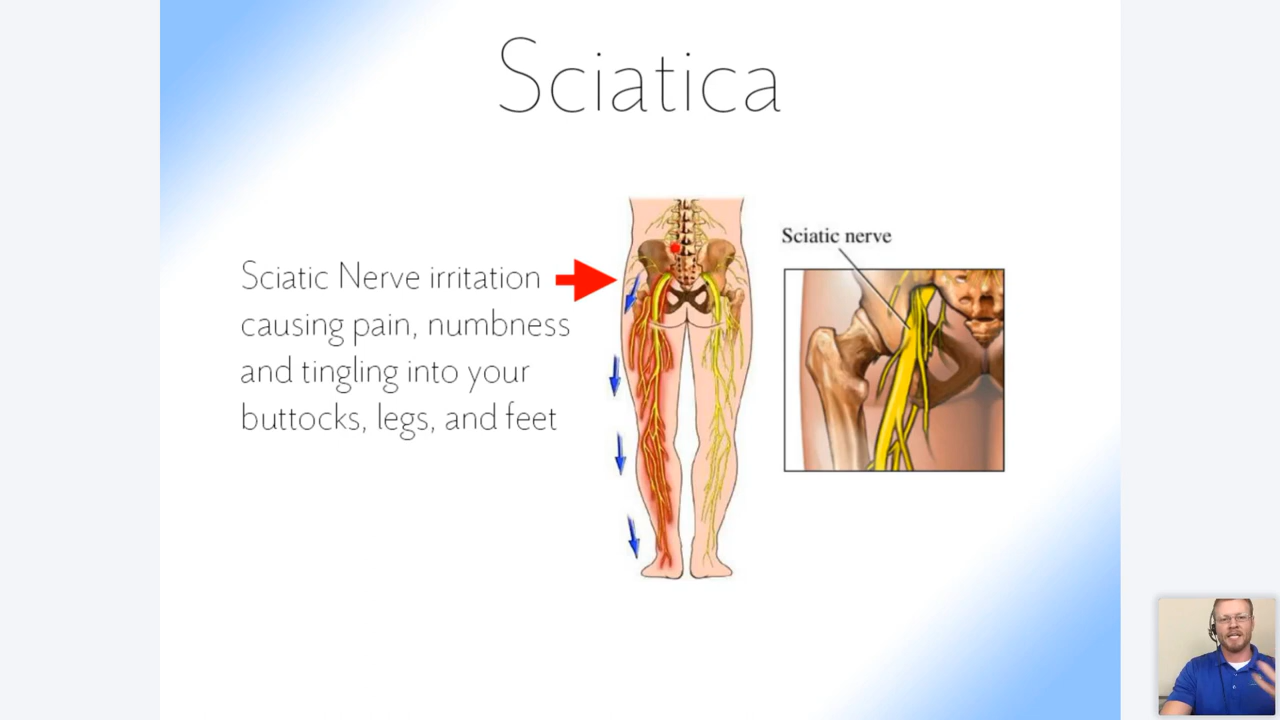 Sciatica
Sciatic nerve
Sciatic Nerve irritation
causing pain, numbness
and tingling into your
buttocks, legs, and feet